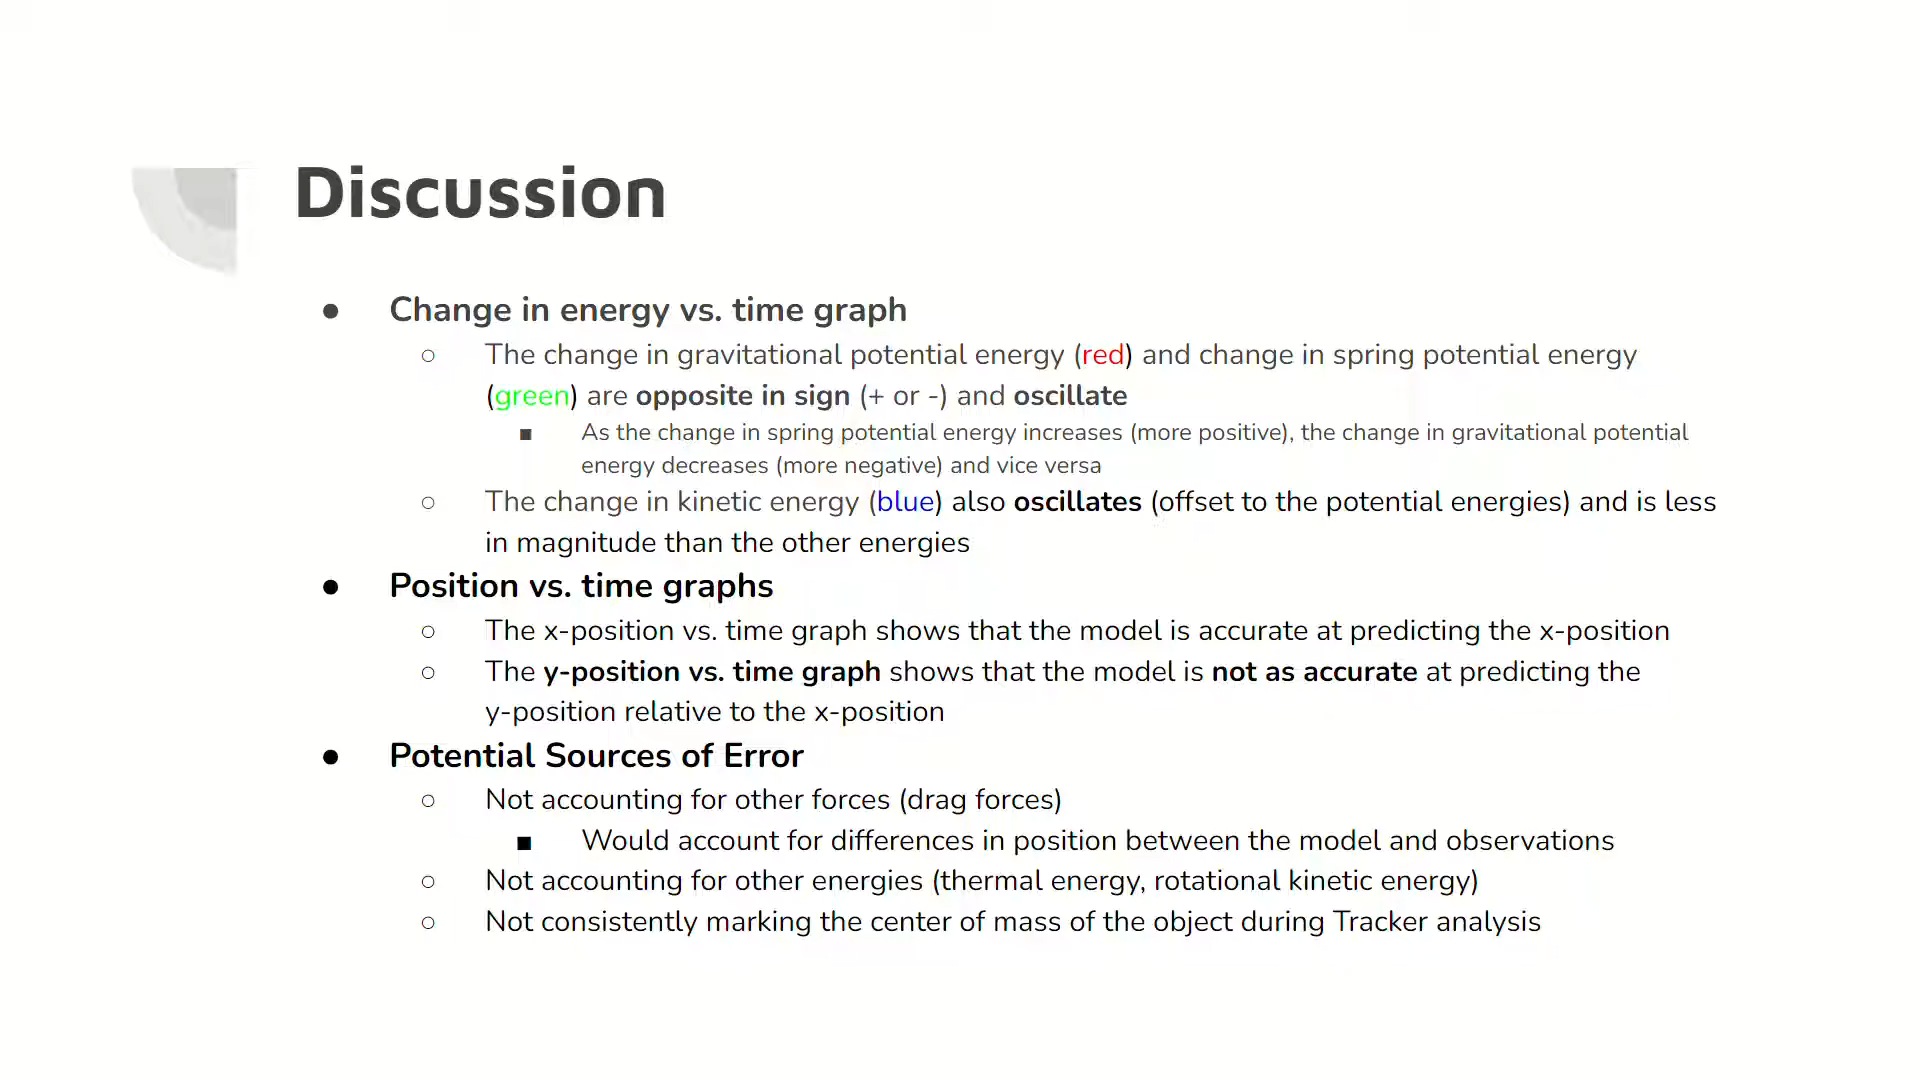 Discussion
● Change in energy vs. time graph
○ The change in gravitational potential energy (red) and change in spring potential energy
(green) are opposite in sign (+ or -) and oscillate
■ As the change in spring potential energy increases (more positive), the change in gravitational potential
energy decreases (more negative) and vice versa
○ The change in kinetic energy (blue) also oscillates (offset to the potential energies) and is less
in magnitude than the other energies
● Position vs. time graphs
○ The x-position vs. time graph shows that the model is accurate at predicting the x-position
○ The y-position vs. time graph shows that the model is not as accurate at predicting the
y-position relative to the x-position
● Potential Sources of Error
○ Not accounting for other forces (drag forces)
■ Would account for differences in position between the model and observations
○ Not accounting for other energies (thermal energy, rotational kinetic energy)
○ Not consistently marking the center of mass of the object during Tracker analysis